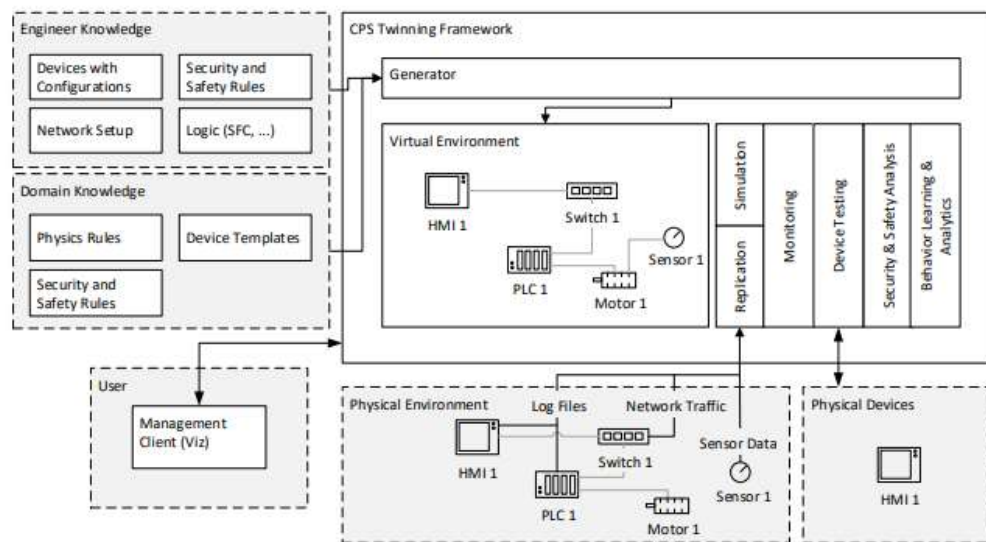 Engineer Knowledge
Devices with
Configurations
Security and
Safety Rules
Network Setup
Logic (SFC, ...)
Domain Knowledge
Physics Rules
Device Templates
Security and
Safety Rules
User
Management
Client (Viz)
CPS Twinning Framework
Generator
Virtual Environment
HMI 1
Switch 1
PLC 1
Motor 1
Sensor 1
Simulation
Replication
Monitoring
Device Testing
Security & Safety Analysis
Behavior Learning &
Analytics
Physical Environment
Log Files
Network Traffic
Sensor Data
HMI 1
Switch 1
PLC 1
Motor 1
Sensor 1
Physical Devices
HMI 1